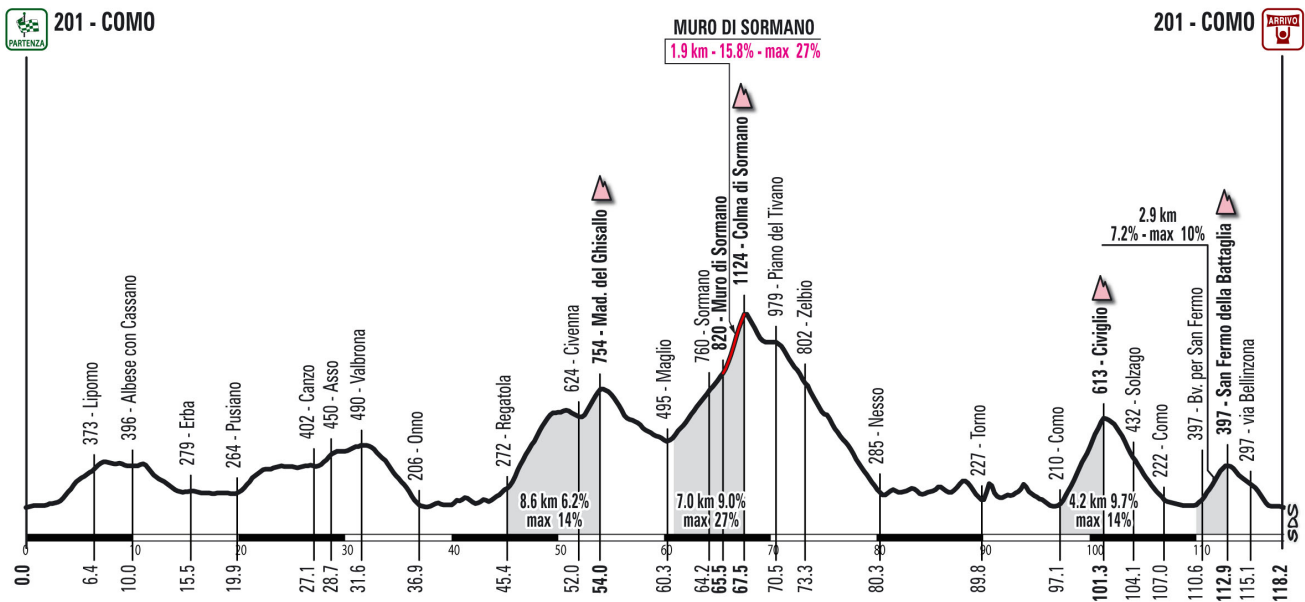 PARTENZA
201 - COMO
MURO DI SORMANO
1.9 km - 15.8% - max 27%
201 - COMO
ARRIVO
373 - Lipomo
396 - Albese con Cassano
279 - Erba
264 - Pusiano
402 - Canzo
450 - Asso
490 - Valbrona
206 - Onno
272 - Regatola
624 - Civenna
754 - Mad. del Ghisallo
495 - Maglio
760 - Sormano
820 - Muro di Sormano
1124 - Colma di Sormano
979 - Piano del Tivano
802 - Zelbio
285 - Nesso
227 - Torno
210 - Como
613 - Civiglio
432 - Solzago
222 - Como
397 - Bv. per San Fermo
397 - San Fermo della Battaglia
297 - via Bellinzona
2.9 km
7.2% - max 10%
8.6 km 6.2%
max 14%
7.0 km 9.0%
max 27%
4.2 km 9.7%
max 14%
SDS
0 10 20 30 40 50 60 70 80 90 100 110
0.0
6.4
10.0
15.5
19.9
27.1
28.7
31.6
36.9
45.4
52.0
54.0
60.3
64.2
65.5
67.5
70.5
73.3
80.3
89.8
97.1
101.3
104.1
107.0
110.6
112.9
115.1
118.2